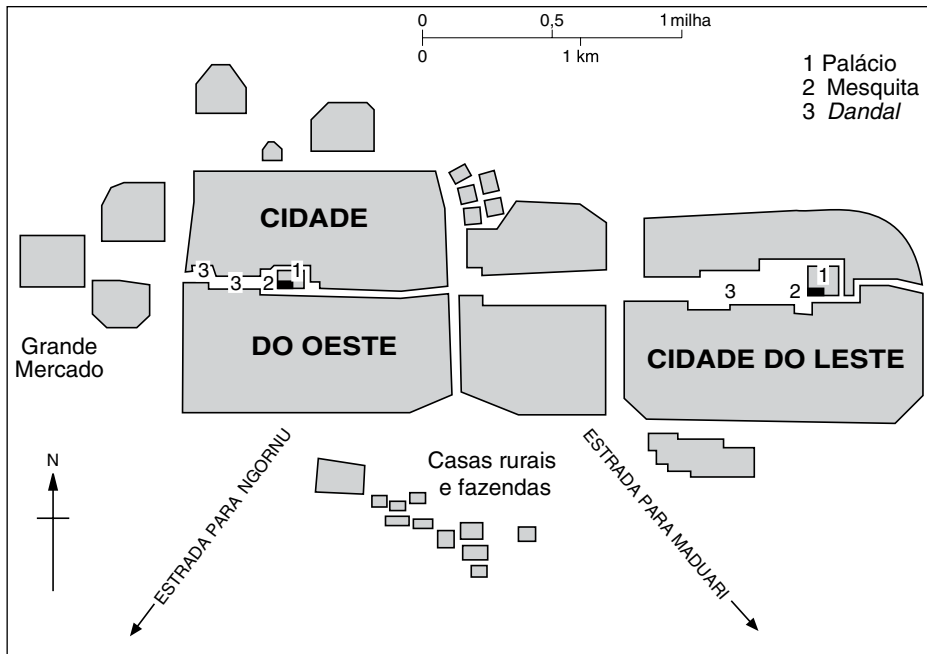 0 0,5 1 milha
0 1 km
1 Palácio
2 Mesquita
3 Dandal
CIDADE
3
3 2 1
DO OESTE
1
3 2
CIDADE DO LESTE
Grande
Mercado
N
ESTRADA PARA NGORNU
Casas rurais
e fazendas
ESTRADA PARA MADUARI